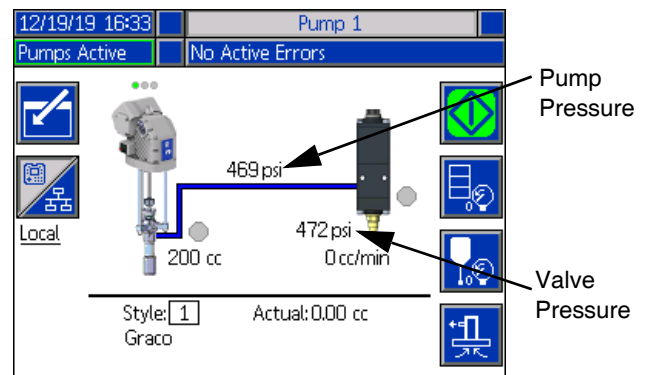 12/19/19 16:33 Pump 1
Pumps Active No Active Errors
Pump
Pressure
469 psi
Local
472 psi
200 cc 0 cc/min
Valve
Pressure
Style: 1 Actual: 0.00 cc
Graco